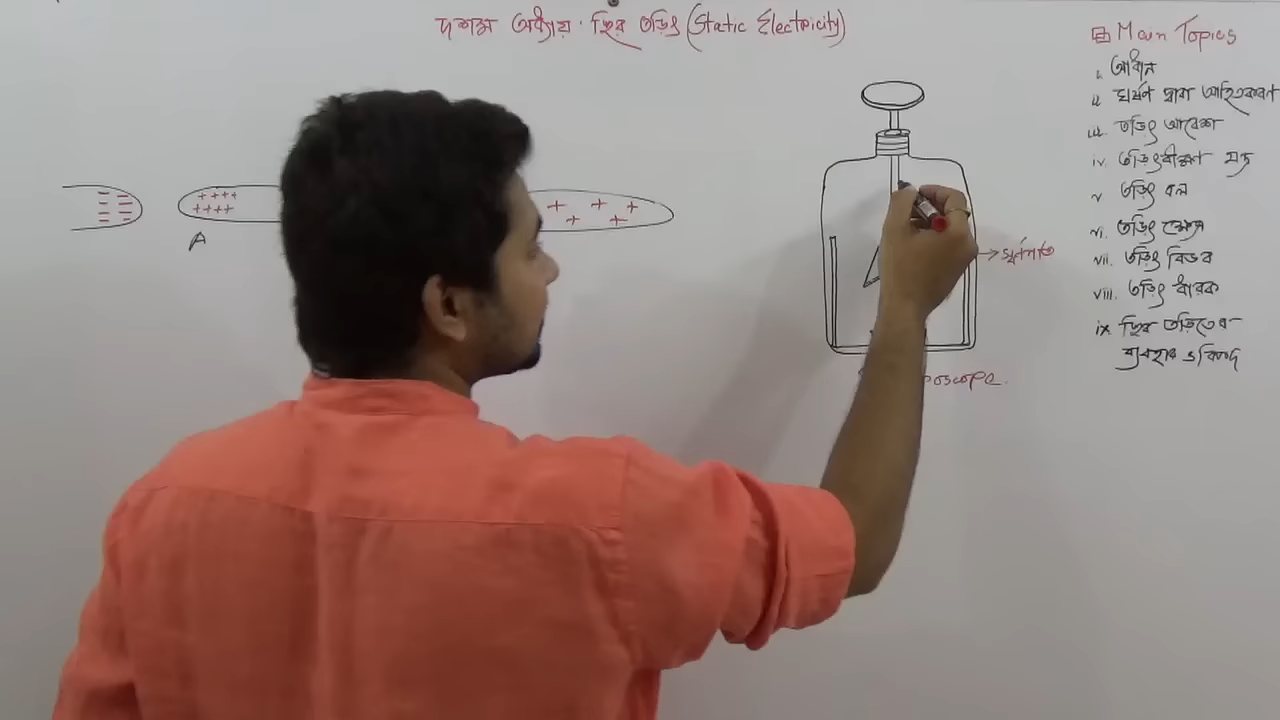 দশম অধ্যায় : স্থির তড়িৎ (Static Electricity)
Main Topics
i. আধান
ii. ঘর্ষণ দ্বারা আহিতকরণ
iii. তড়িৎ আবেশ
iv. তড়িৎবীক্ষণ যন্ত্র
v. তড়িৎ বল
vi. তড়িৎ ক্ষেত্র
vii. তড়িৎ বিভব
viii. তড়িৎ ধারক
ix. স্থির তড়িতের
ব্যবহার ও বিপদ
- - - -
- - - -
+ + + +
+ + + +
A
+ + +
+ +
স্বর্ণপাত
oscope